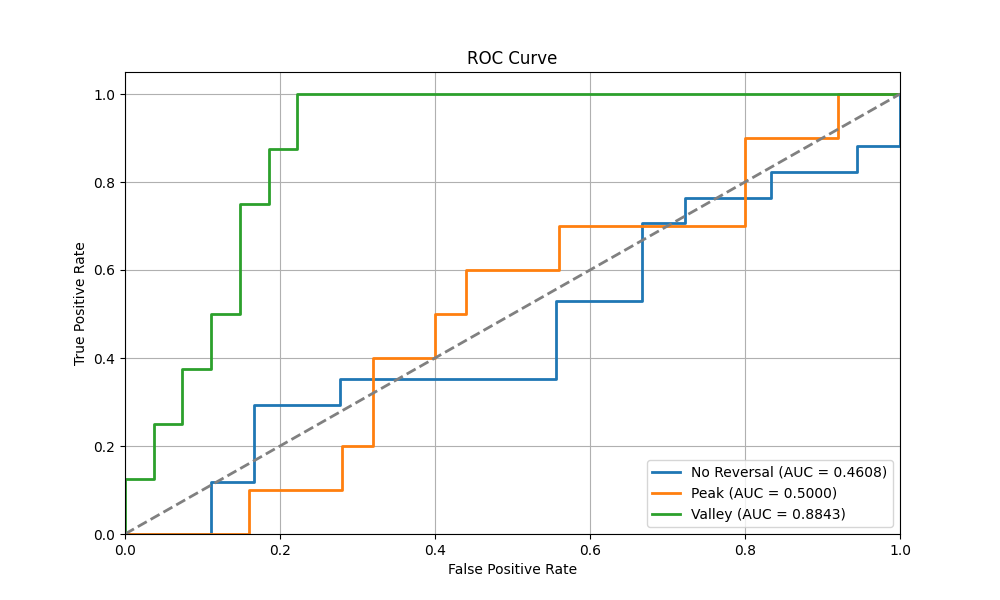 ROC Curve
True Positive Rate
1.0
0.8
0.6
0.4
0.2
0.0
0.0 0.2 0.4 0.6 0.8 1.0
False Positive Rate
No Reversal (AUC = 0.4608)
Peak (AUC = 0.5000)
Valley (AUC = 0.8843)